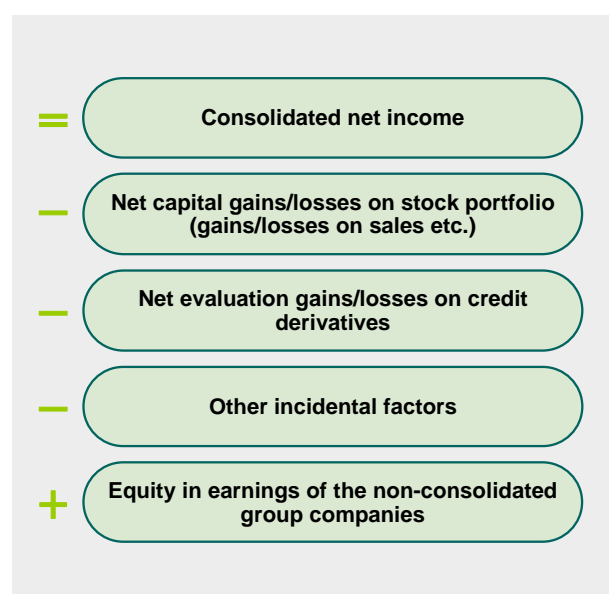 = Consolidated net income
− Net capital gains/losses on stock portfolio
(gains/losses on sales etc.)
− Net evaluation gains/losses on credit
derivatives
− Other incidental factors
+ Equity in earnings of the non-consolidated
group companies